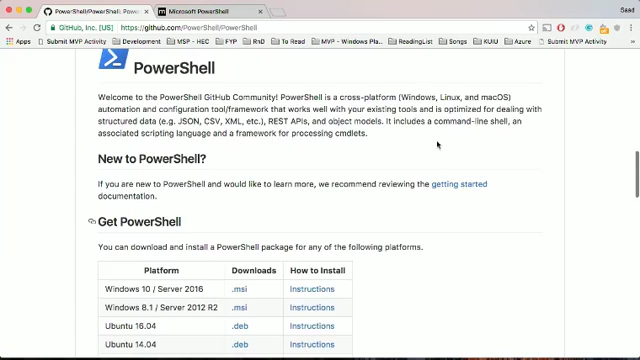 PowerShell/PowerShell: Powe
Microsoft PowerShell
Saad
GitHub, Inc. [US]
https://github.com/PowerShell/PowerShell
Apps
Submit MVP Activity
Development
MSP - HEC
FYP
RnD
To Read
MVP - Windows Pla
ReadingList
Songs
KUIU
Azure
Submit MVP Activity
PowerShell
Welcome to the PowerShell GitHub Community! PowerShell is a cross-platform (Windows, Linux, and macOS)
automation and configuration tool/framework that works well with your existing tools and is optimized for dealing with
structured data (e.g. JSON, CSV, XML, etc.), REST APIs, and object models. It includes a command-line shell, an
associated scripting language and a framework for processing cmdlets.
New to PowerShell?
If you are new to PowerShell and would like to learn more, we recommend reviewing the getting started
documentation.
Get PowerShell
You can download and install a PowerShell package for any of the following platforms.
Platform Downloads How to Install
Windows 10 / Server 2016 .msi Instructions
Windows 8.1 / Server 2012 R2 .msi Instructions
Ubuntu 16.04 .deb Instructions
Ubuntu 14.04 .deb Instructions